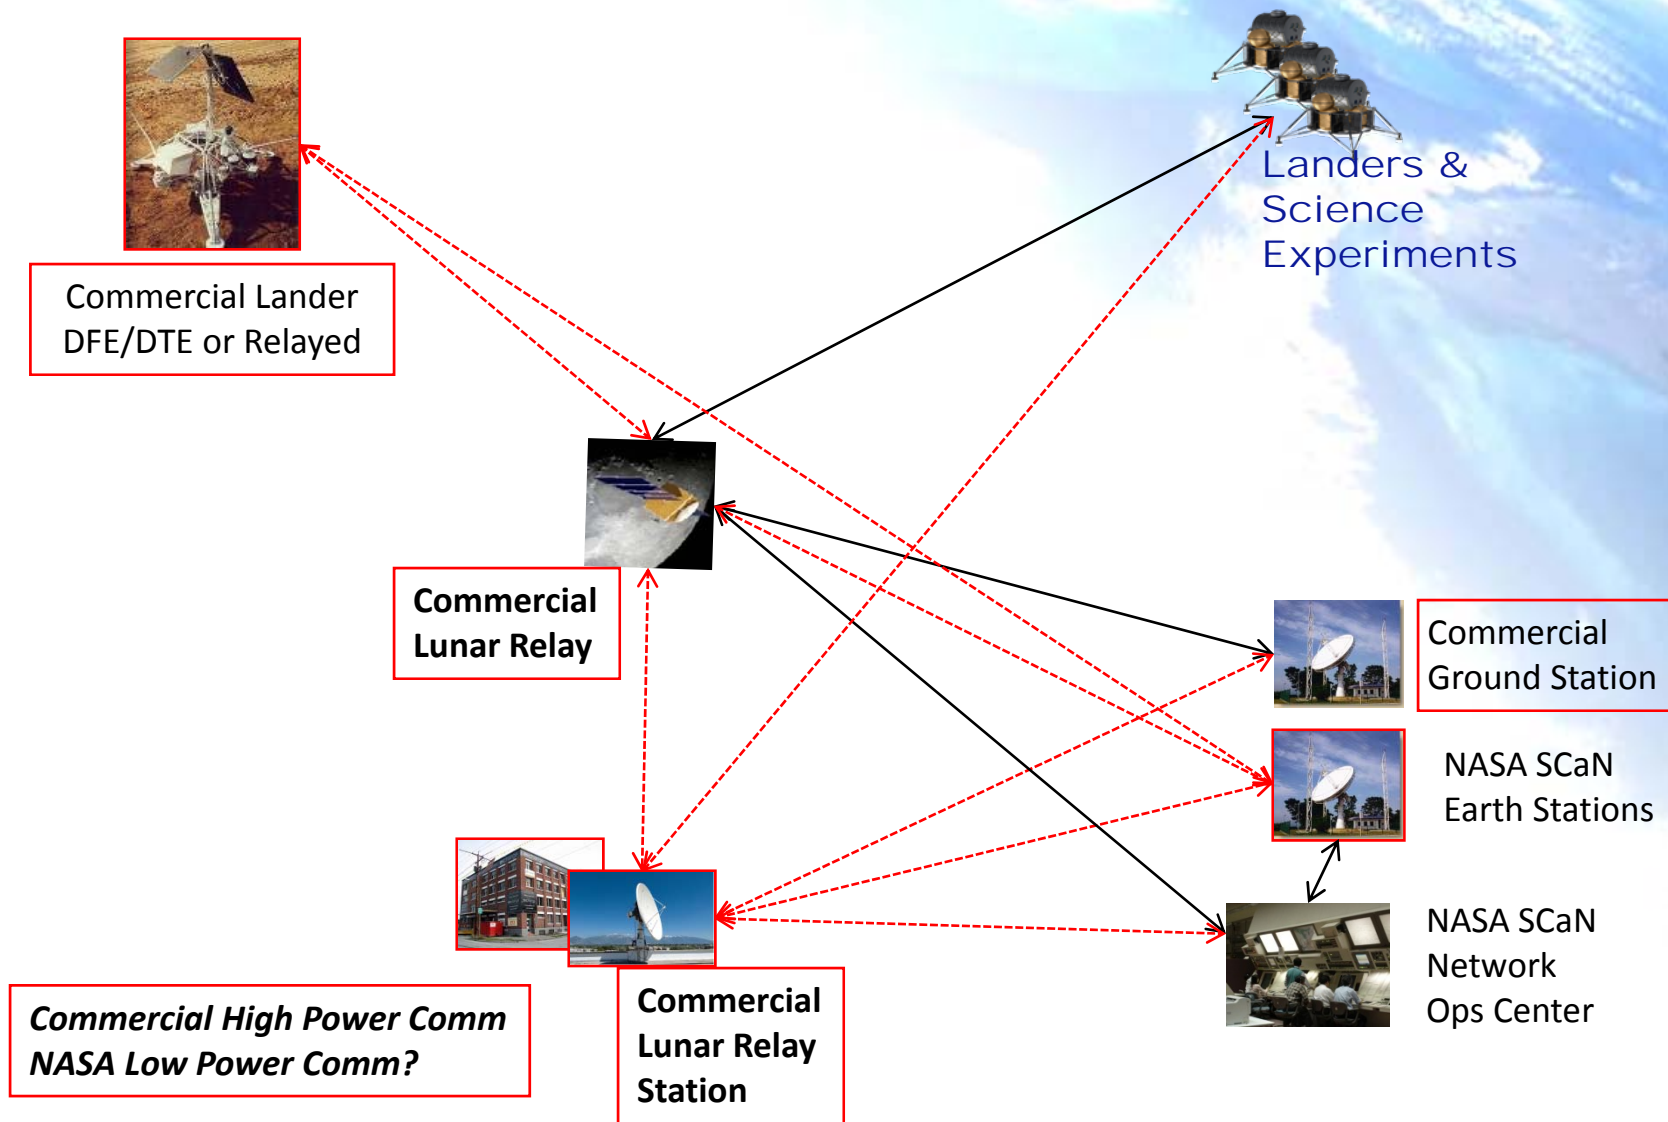 Landers &
Science
Experiments
Commercial Lander
DFE/DTE or Relayed
Commercial
Lunar Relay
Commercial
Ground Station
NASA SCaN
Earth Stations
NASA SCaN
Network
Ops Center
Commercial High Power Comm
NASA Low Power Comm?
Commercial
Lunar Relay
Station